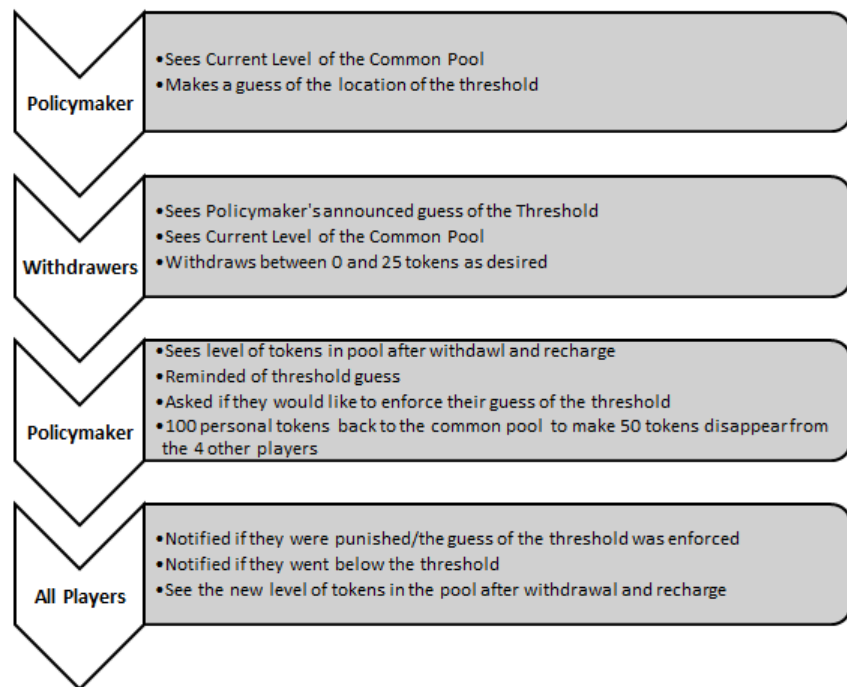 Policymaker
•Sees Current Level of the Common Pool
•Makes a guess of the location of the threshold
Withdrawers
•Sees Policymaker's announced guess of the Threshold
•Sees Current Level of the Common Pool
•Withdraws between 0 and 25 tokens as desired
Policymaker
•Sees level of tokens in pool after withdawl and recharge
•Reminded of threshold guess
•Asked if they would like to enforce their guess of the threshold
•100 personal tokens back to the common pool to make 50 tokens disappear from
the 4 other players
All Players
•Notified if they were punished/the guess of the threshold was enforced
•Notified if they went below the threshold
•See the new level of tokens in the pool after withdrawal and recharge